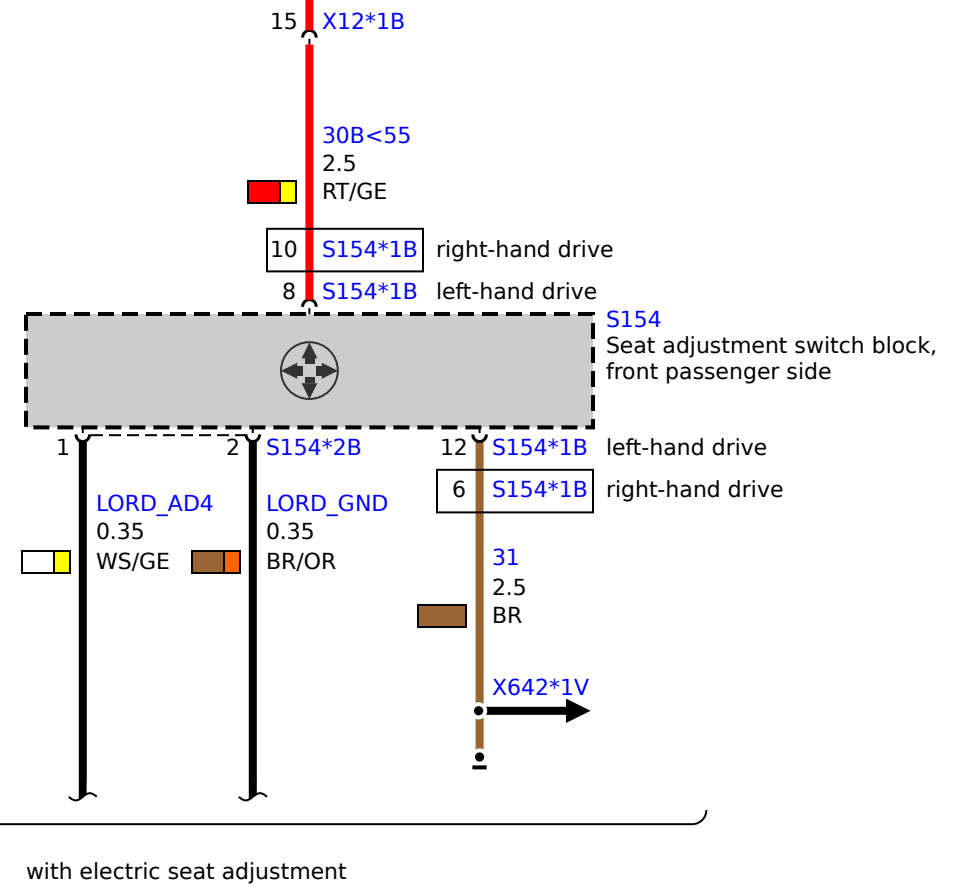 15 X12*1B
30B<55
2.5
RT/GE
10 S154*1B right-hand drive
8 S154*1B left-hand drive
S154
Seat adjustment switch block,
front passenger side
1 2 S154*2B 12 S154*1B left-hand drive
6 S154*1B right-hand drive
LORD_AD4 LORD_GND
0.35 0.35
WS/GE BR/OR
31
2.5
BR
X642*1V
with electric seat adjustment